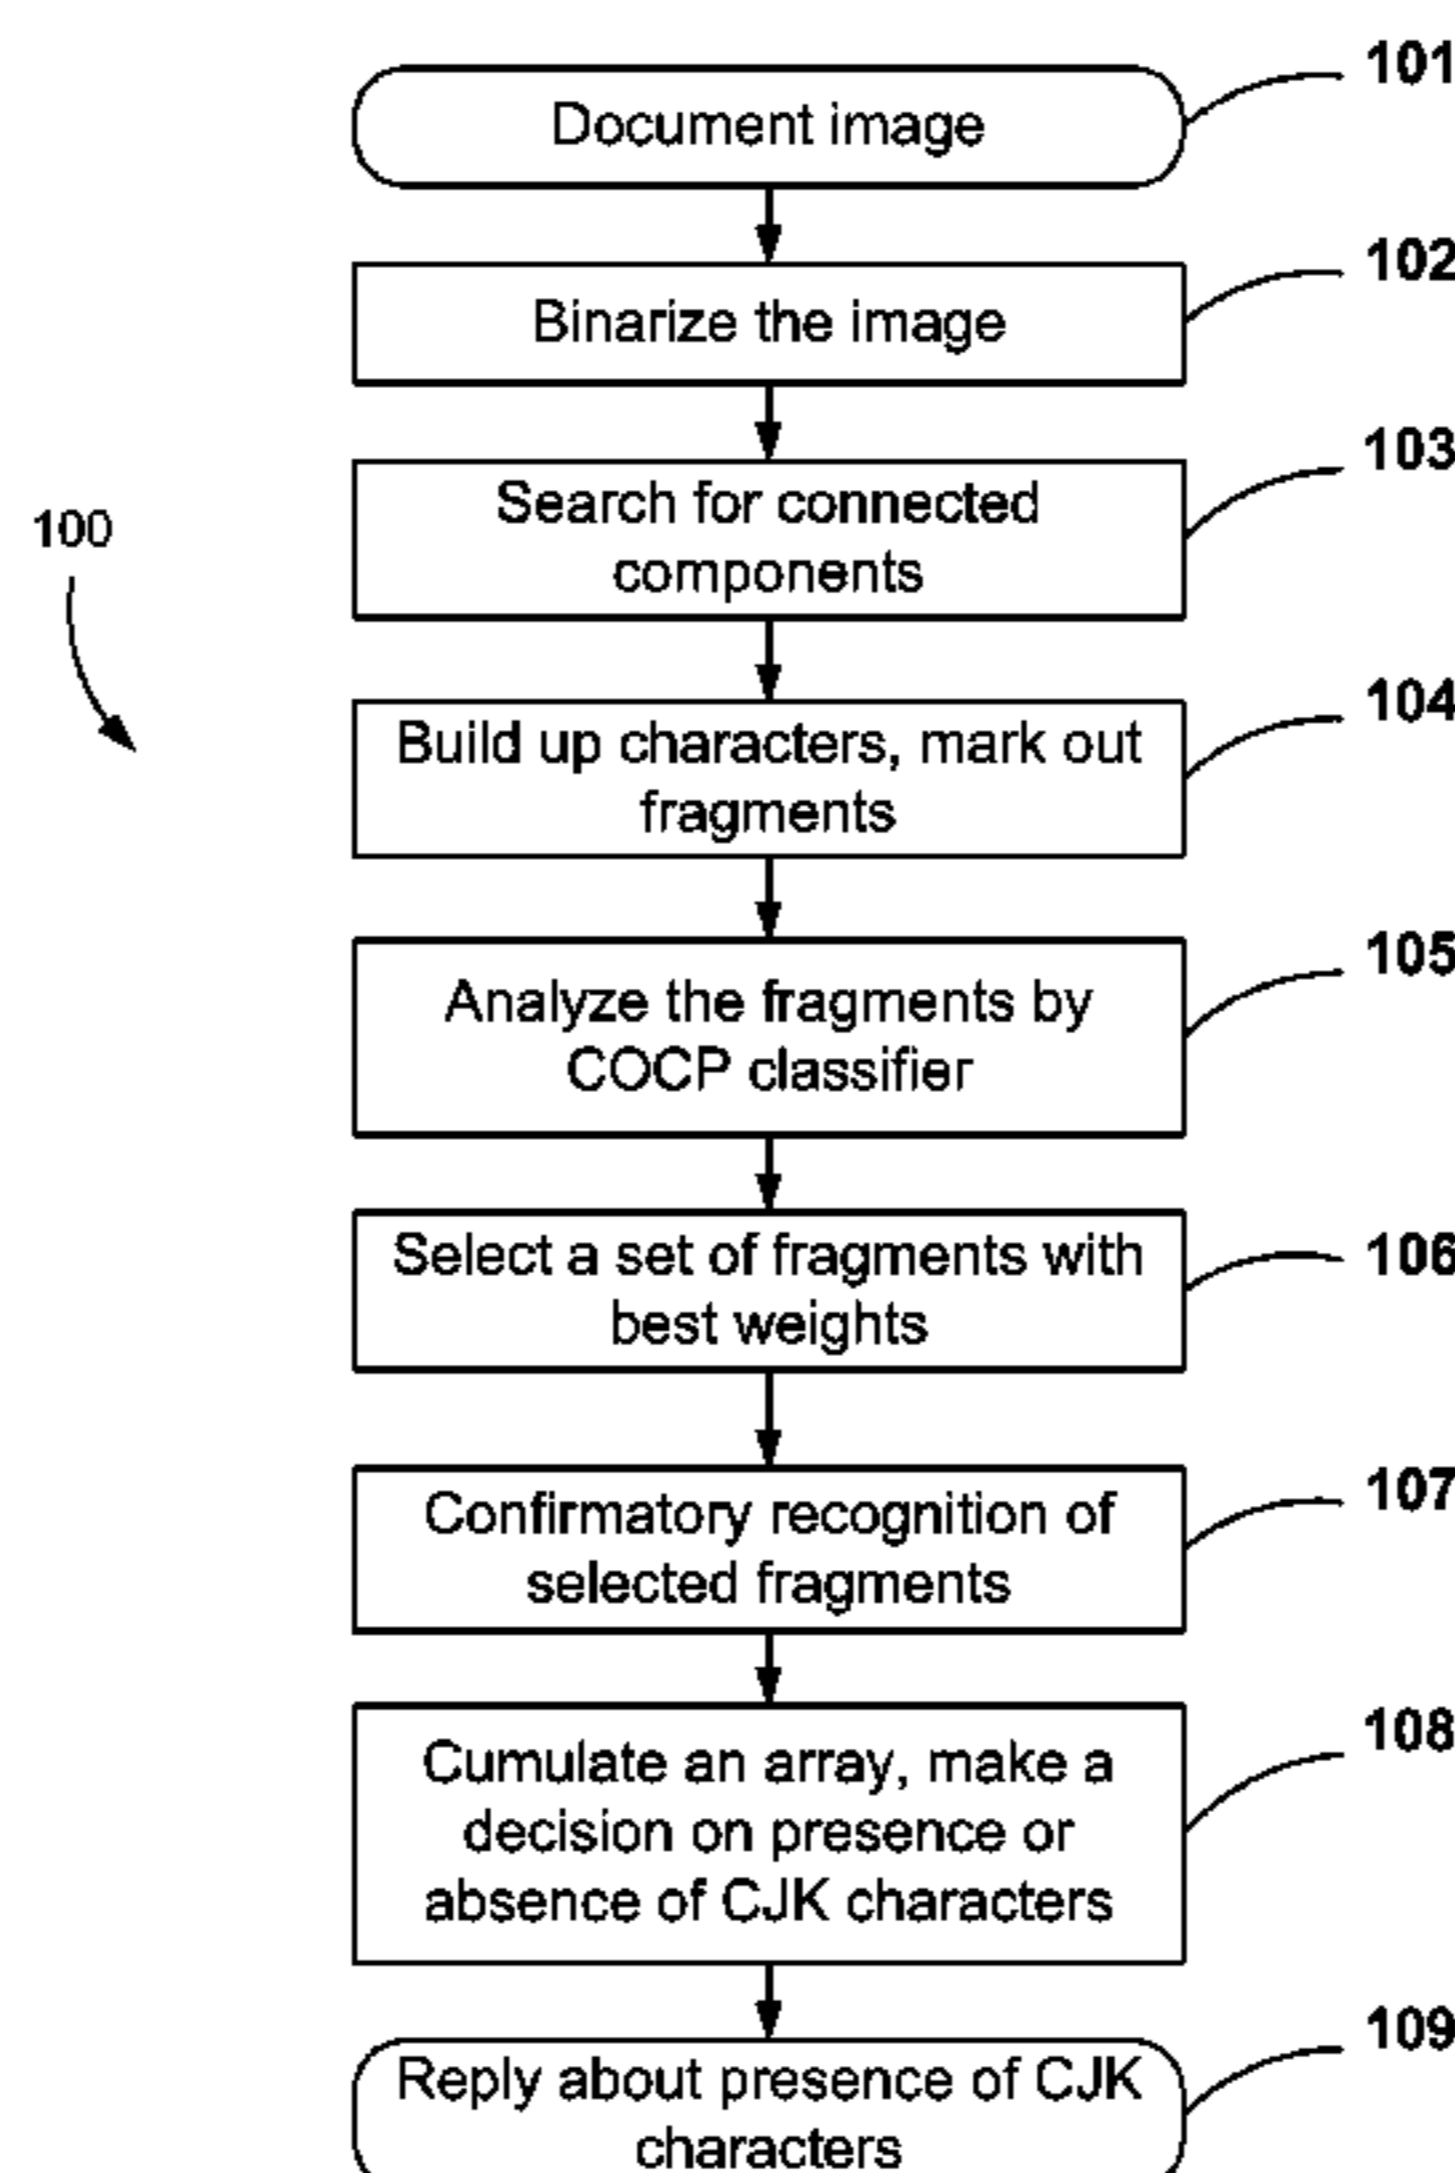 101
Document image
102
Binarize the image
103
Search for connected
components
100
104
Build up characters, mark out
fragments
105
Analyze the fragments by
COCP classifier
106
Select a set of fragments with
best weights
107
Confirmatory recognition of
selected fragments
108
Cumulate an array, make a
decision on presence or
absence of CJK characters
109
Reply about presence of CJK
characters